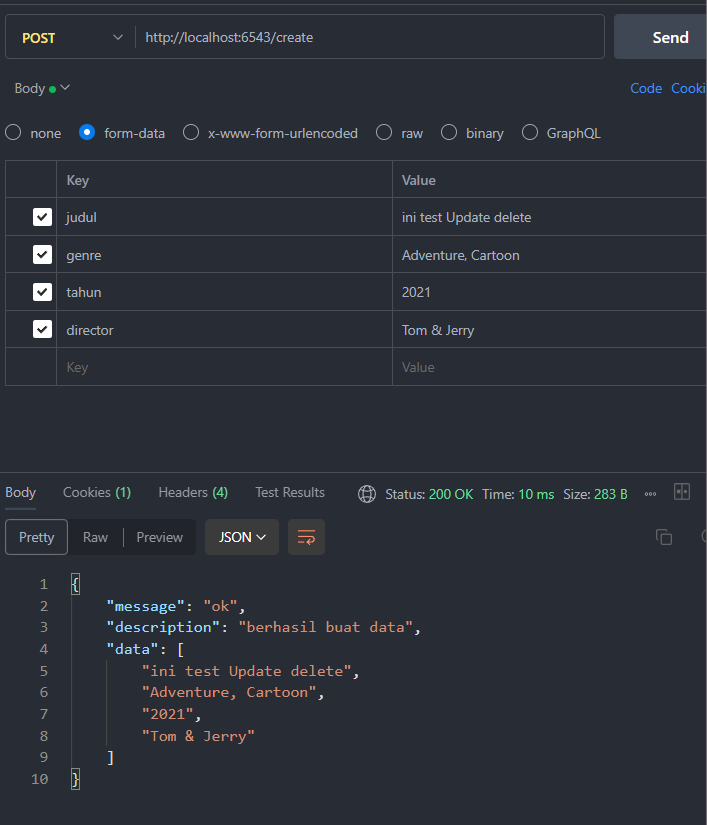 POST http://localhost:6543/create Send
Body Code Cooki
none form-data x-www-form-urlencoded raw binary GraphQL
Key Value
judul ini test Update delete
genre Adventure, Cartoon
tahun 2021
director Tom & Jerry
Key Value
Body Cookies (1) Headers (4) Test Results Status: 200 OK Time: 10 ms Size: 283 B
Pretty Raw Preview JSON
1 {
2 "message": "ok",
3 "description": "berhasil buat data",
4 "data": [
5 "ini test Update delete",
6 "Adventure, Cartoon",
7 "2021",
8 "Tom & Jerry"
9 ]
10 }